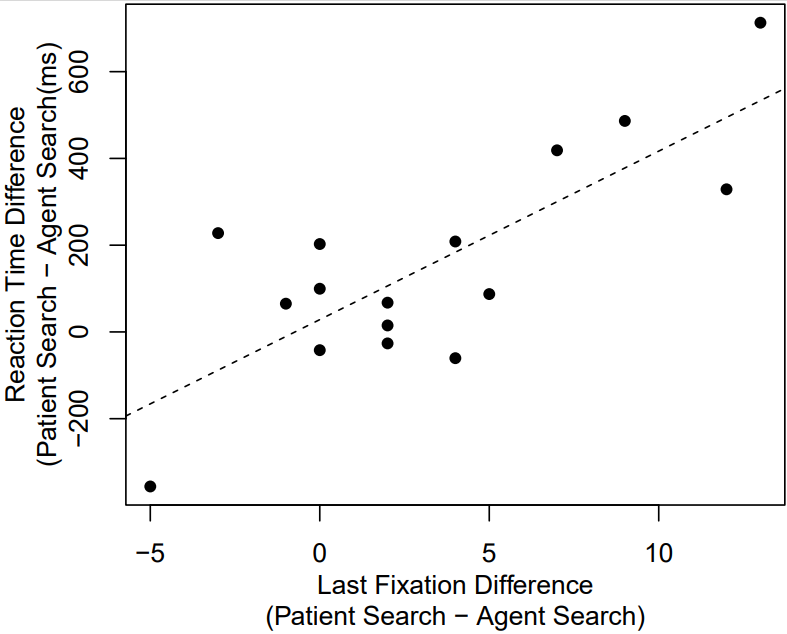 Reaction Time Difference
(Patient Search − Agent Search(ms)
600
400
200
0
−200
−5 0 5 10
Last Fixation Difference
(Patient Search − Agent Search)